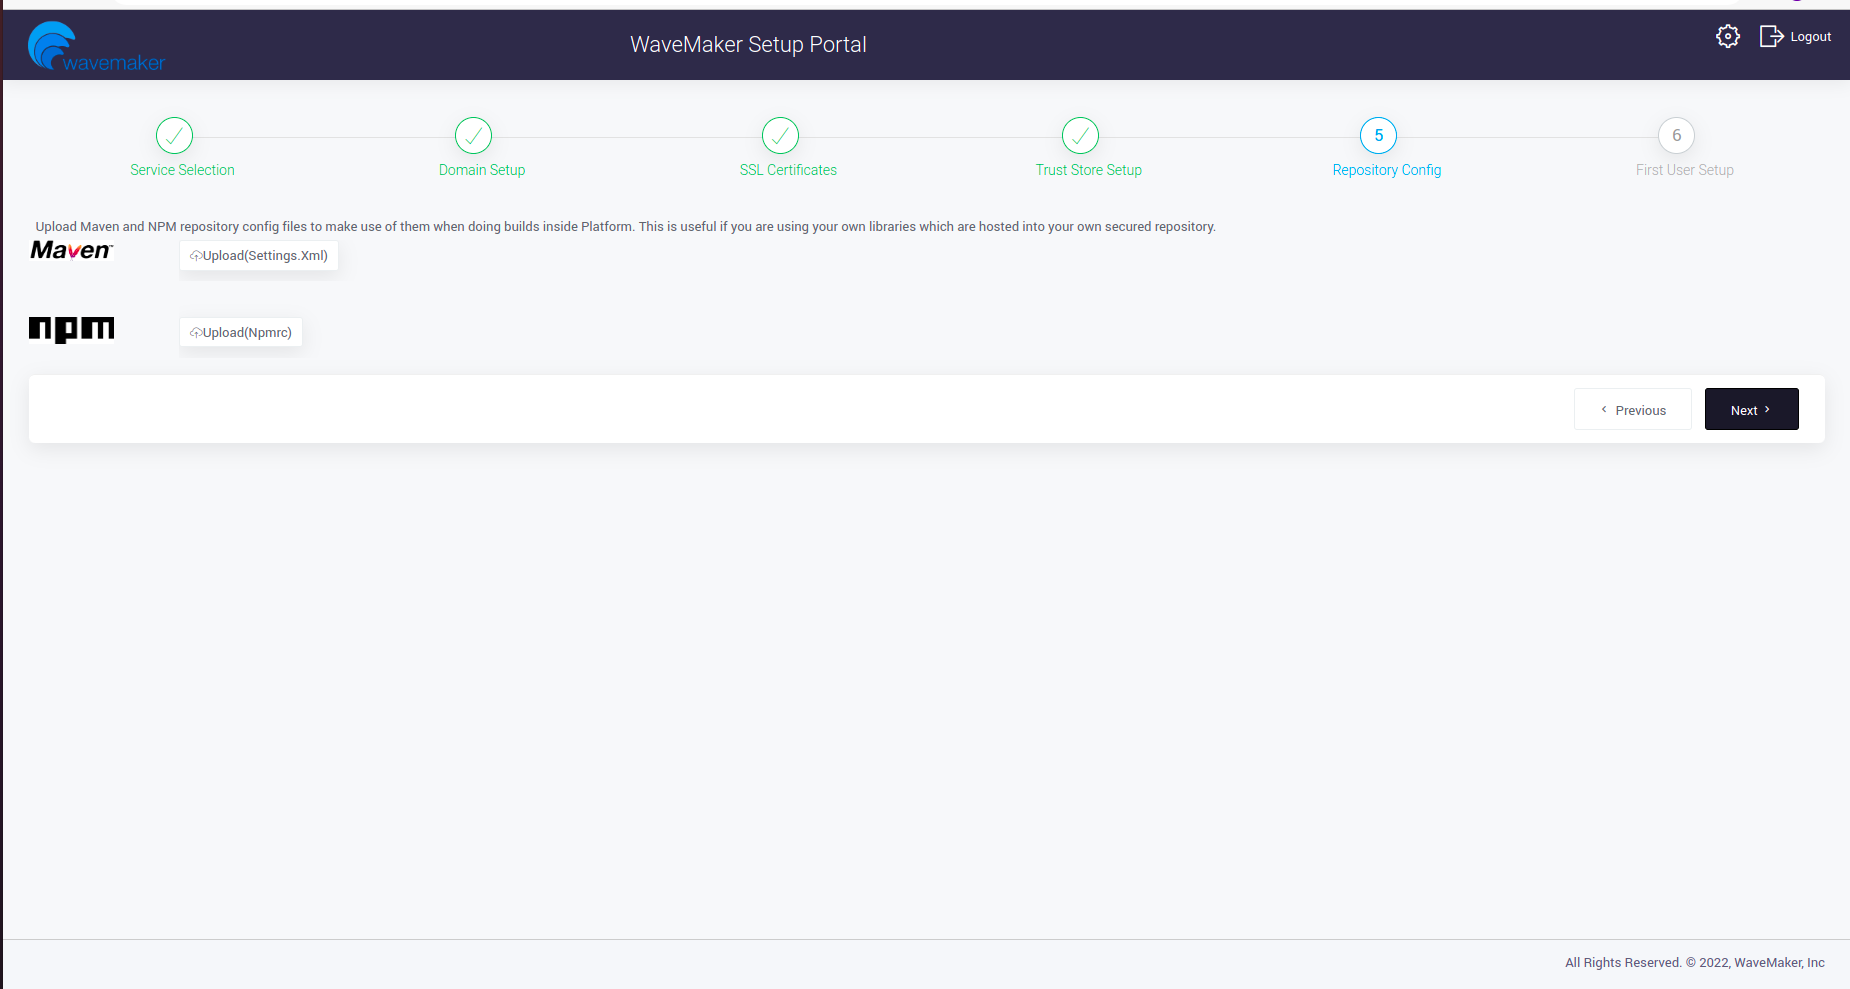 wavemaker
WaveMaker Setup Portal
Logout
5
6
Service Selection
Domain Setup
SSL Certificates
Trust Store Setup
Repository Config
First User Setup
Upload Maven and NPM repository config files to make use of them when doing builds inside Platform. This is useful if you are using your own libraries which are hosted into your own secured repository.
Maven™
Upload(Settings.Xml)
npm
Upload(Npmrc)
Previous
Next
All Rights Reserved. © 2022, WaveMaker, Inc